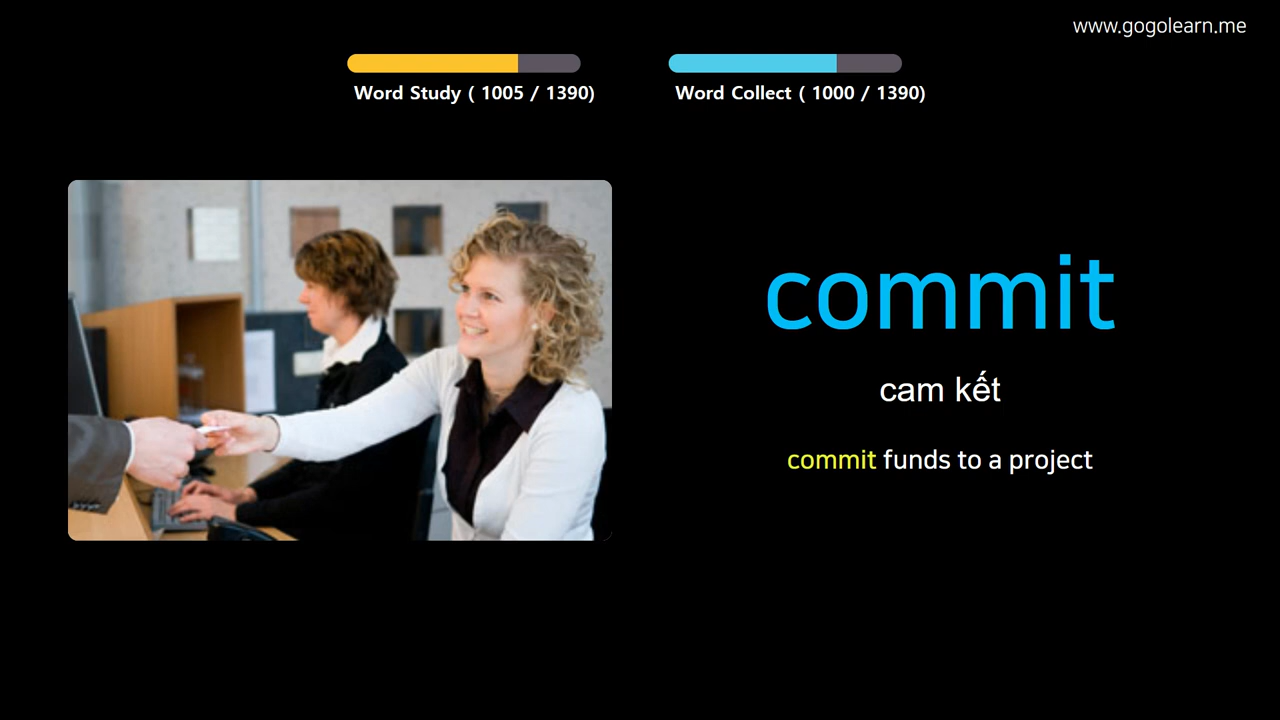 www.gogolearn.me
Word Study ( 1005 / 1390)
Word Collect ( 1000 / 1390)
commit
cam kết
commit funds to a project